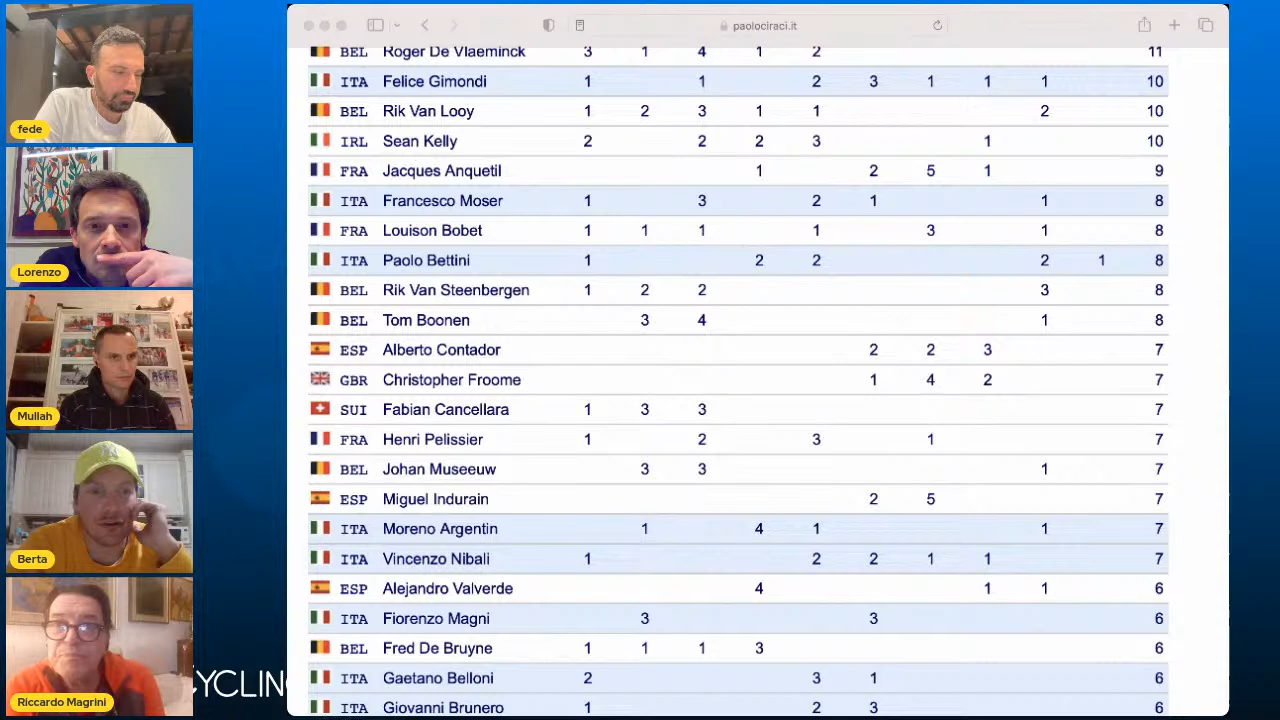 paolociraci.it
BEL Roger De Vlaeminck 3 1 4 1 2 11
ITA Felice Gimondi 1 1 2 3 1 1 1 10
BEL Rik Van Looy 1 2 3 1 1 2 10
IRL Sean Kelly 2 2 2 3 1 10
FRA Jacques Anquetil 1 2 5 1 9
ITA Francesco Moser 1 3 2 1 1 8
FRA Louison Bobet 1 1 1 1 3 1 8
ITA Paolo Bettini 1 2 2 2 1 8
BEL Rik Van Steenbergen 1 2 2 3 8
BEL Tom Boonen 3 4 1 8
ESP Alberto Contador 2 2 3 7
GBR Christopher Froome 1 4 2 7
SUI Fabian Cancellara 1 3 3 7
FRA Henri Pelissier 1 2 3 1 7
BEL Johan Museeuw 3 3 1 7
ESP Miguel Indurain 2 5 7
ITA Moreno Argentin 1 4 1 1 7
ITA Vincenzo Nibali 1 2 2 1 1 7
ESP Alejandro Valverde 4 1 1 6
ITA Fiorenzo Magni 3 3 6
BEL Fred De Bruyne 1 1 1 3 6
ITA Gaetano Belloni 2 3 1 6
ITA Giovanni Brunero 1 2 3 6
fede
Lorenzo
Mullah
Berta
Riccardo Magrini
CYCLIN